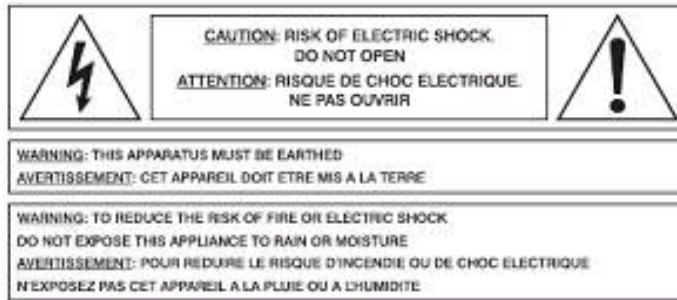 CAUTION: RISK OF ELECTRIC SHOCK.
DO NOT OPEN
ATTENTION: RISQUE DE CHOC ELECTRIQUE.
NE PAS OUVRIR
WARNING: THIS APPARATUS MUST BE EARTHED
AVERTISSEMENT: CET APPAREIL DOIT ETRE MIS A LA TERRE
WARNING: TO REDUCE THE RISK OF FIRE OR ELECTRIC SHOCK
DO NOT EXPOSE THIS APPLIANCE TO RAIN OR MOISTURE
AVERTISSEMENT: POUR REDUIRE LE RISQUE D'INCENDIE OU DE CHOC ELECTRIQUE
N'EXPOSEZ PAS CET APPAREIL A LA PLUIE OU A L'HUMIDITE